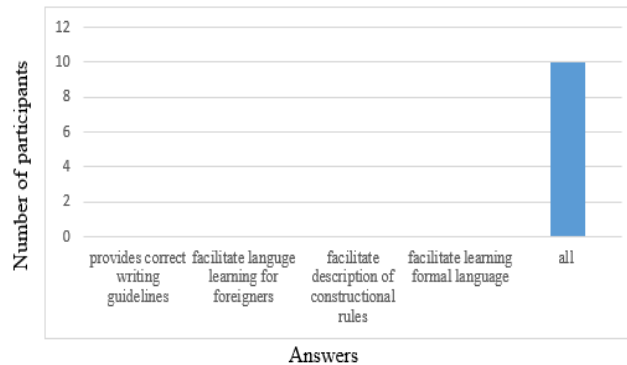 12
10
8
6
4
2
0
Number of participants
provides correct
writing
guidelines
facilitate languge
learning for
foreigners
facilitate
description of
constructional
rules
facilitate learning
formal language
all
Answers